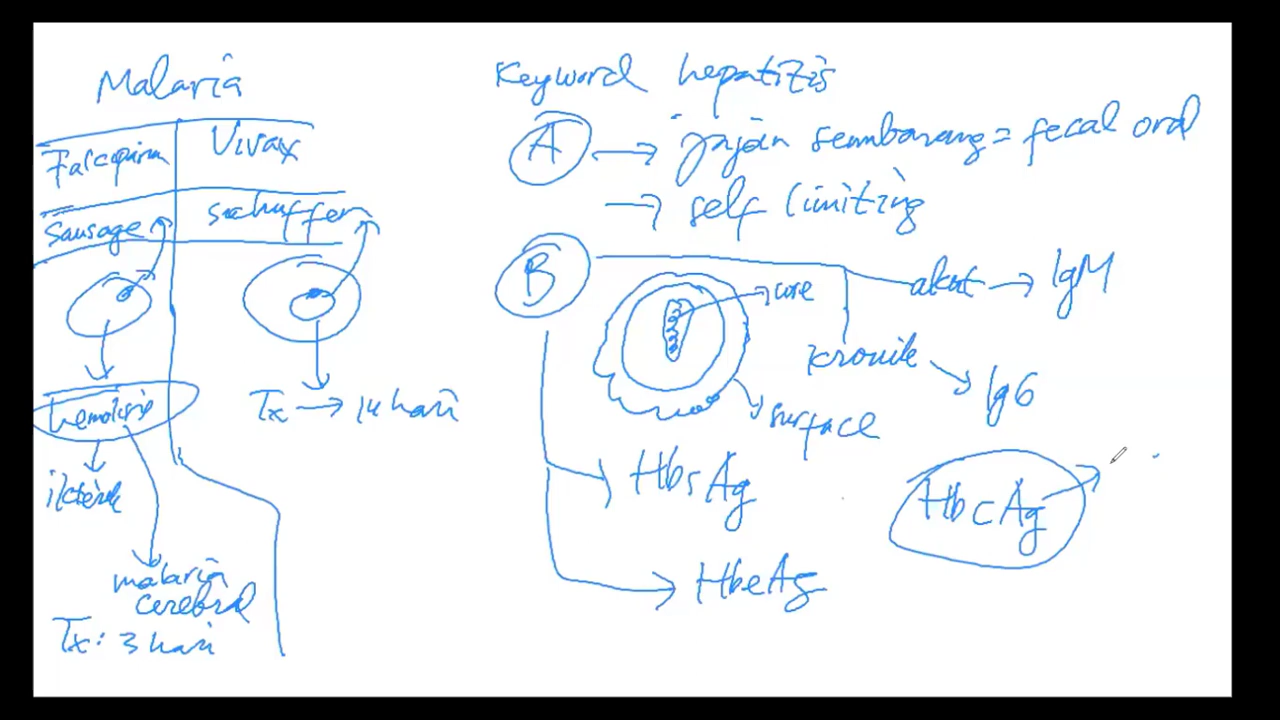 Malaria
Falciparum
Vivax
Sausage
schuffer
hemolisis
ikterik
malaria
cerebral
Tx: 3 hari
Tx → 14 hari
Keyword hepatitis
A → jajan sembarang = fecal oral
→ self limiting
B
core
surface
akut → IgM
kronik
IgG
HbsAg
HbcAg
HbeAg